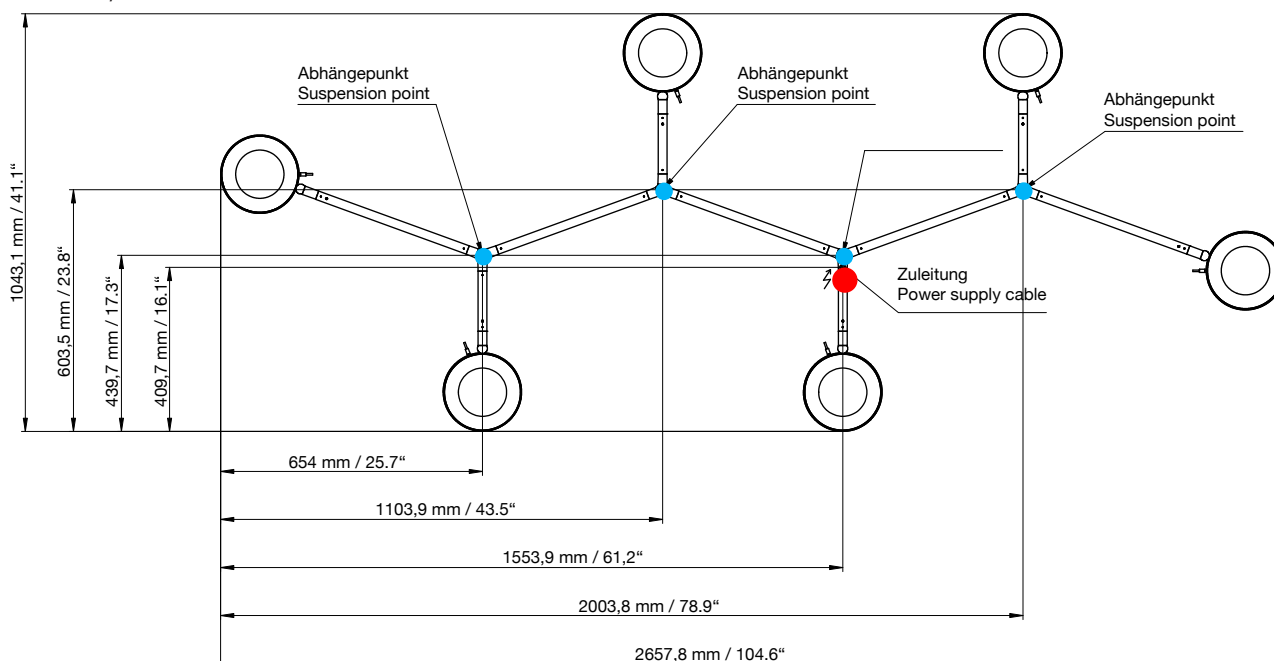 Abhängepunkt
Suspension point
Abhängepunkt
Suspension point
Abhängepunkt
Suspension point
Zuleitung
Power supply cable
1043,1 mm / 41.1“
603,5 mm / 23.8“
439,7 mm / 17.3“
409,7 mm / 16.1“
654 mm / 25.7“
1103,9 mm / 43.5“
1553,9 mm / 61,2“
2003,8 mm / 78.9“
2657,8 mm / 104.6“